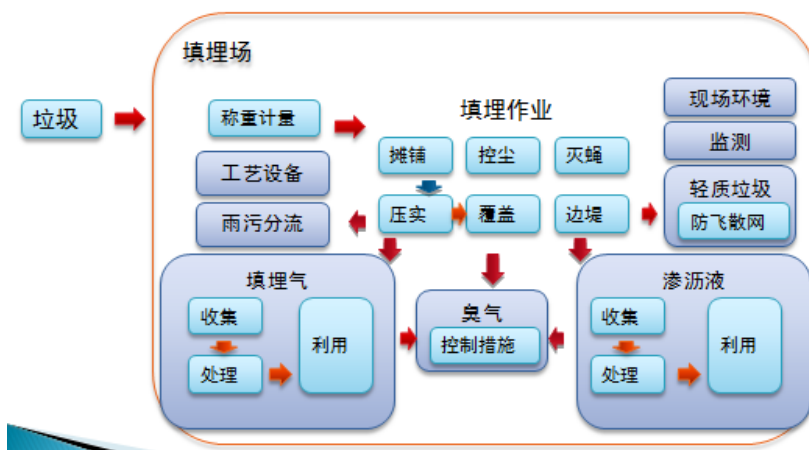 填埋场
垃圾
称重计量
填埋作业
现场环境
监测
摊铺
控尘
灭蝇
工艺设备
轻质垃圾
防飞散网
雨污分流
压实
覆盖
边堤
填埋气
收集
处理
利用
臭气
控制措施
渗沥液
收集
处理
利用